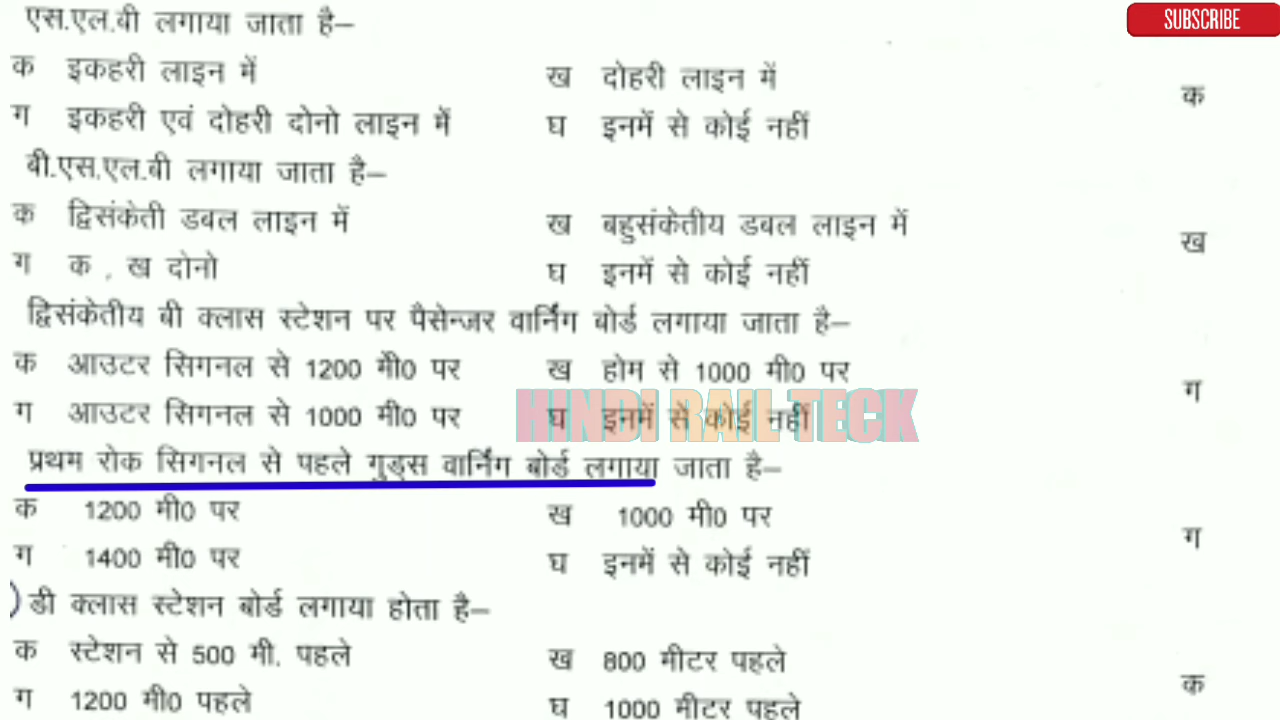 SUBSCRIBE
एस.एल.बी लगाया जाता है–
क इकहरी लाइन में ख दोहरी लाइन में क
ग इकहरी एवं दोहरी दोनो लाइन में घ इनमें से कोई नहीं
बी.एस.एल.बी लगाया जाता है–
क द्विसंकेती डबल लाइन में ख बहुसंकेतीय डबल लाइन में ख
ग क , ख दोनो घ इनमें से कोई नहीं
द्विसंकेतीय बी क्लास स्टेशन पर पैसेन्जर वार्निंग बोर्ड लगाया जाता है–
क आउटर सिगनल से 1200 मी0 पर ख होम से 1000 मी0 पर ग
ग आउटर सिगनल से 1000 मी0 पर घ इनमें से कोई नहीं
HINDI RAIL TECK
प्रथम रोक सिगनल से पहले गुड्स वार्निंग बोर्ड लगाया जाता है–
क 1200 मी0 पर ख 1000 मी0 पर ग
ग 1400 मी0 पर घ इनमें से कोई नहीं
) डी क्लास स्टेशन बोर्ड लगाया होता है–
क स्टेशन से 500 मी. पहले ख 800 मीटर पहले क
ग 1200 मी0 पहले घ 1000 मीटर पहले